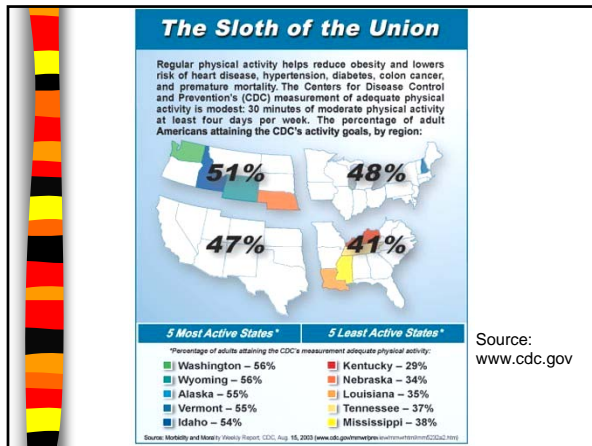 The Sloth of the Union
Regular physical activity helps reduce obesity and lowers
risk of heart disease, hypertension, diabetes, colon cancer,
and premature mortality. The Centers for Disease Control
and Prevention's (CDC) measurement of adequate physical
activity is modest: 30 minutes of moderate physical activity
at least four days per week. The percentage of adult
Americans attaining the CDC's activity goals, by region:
51%
48%
47%
41%
5 Most Active States*
5 Least Active States*
*Percentage of adults attaining the CDC's measurement adequate physical activity:
Washington – 56%
Wyoming – 56%
Alaska – 55%
Vermont – 55%
Idaho – 54%
Kentucky – 29%
Nebraska – 34%
Louisiana – 35%
Tennessee – 37%
Mississippi – 38%
Source: Morbidity and Morality Weekly Report, CDC, Aug. 15, 2003
Source:
www.cdc.gov